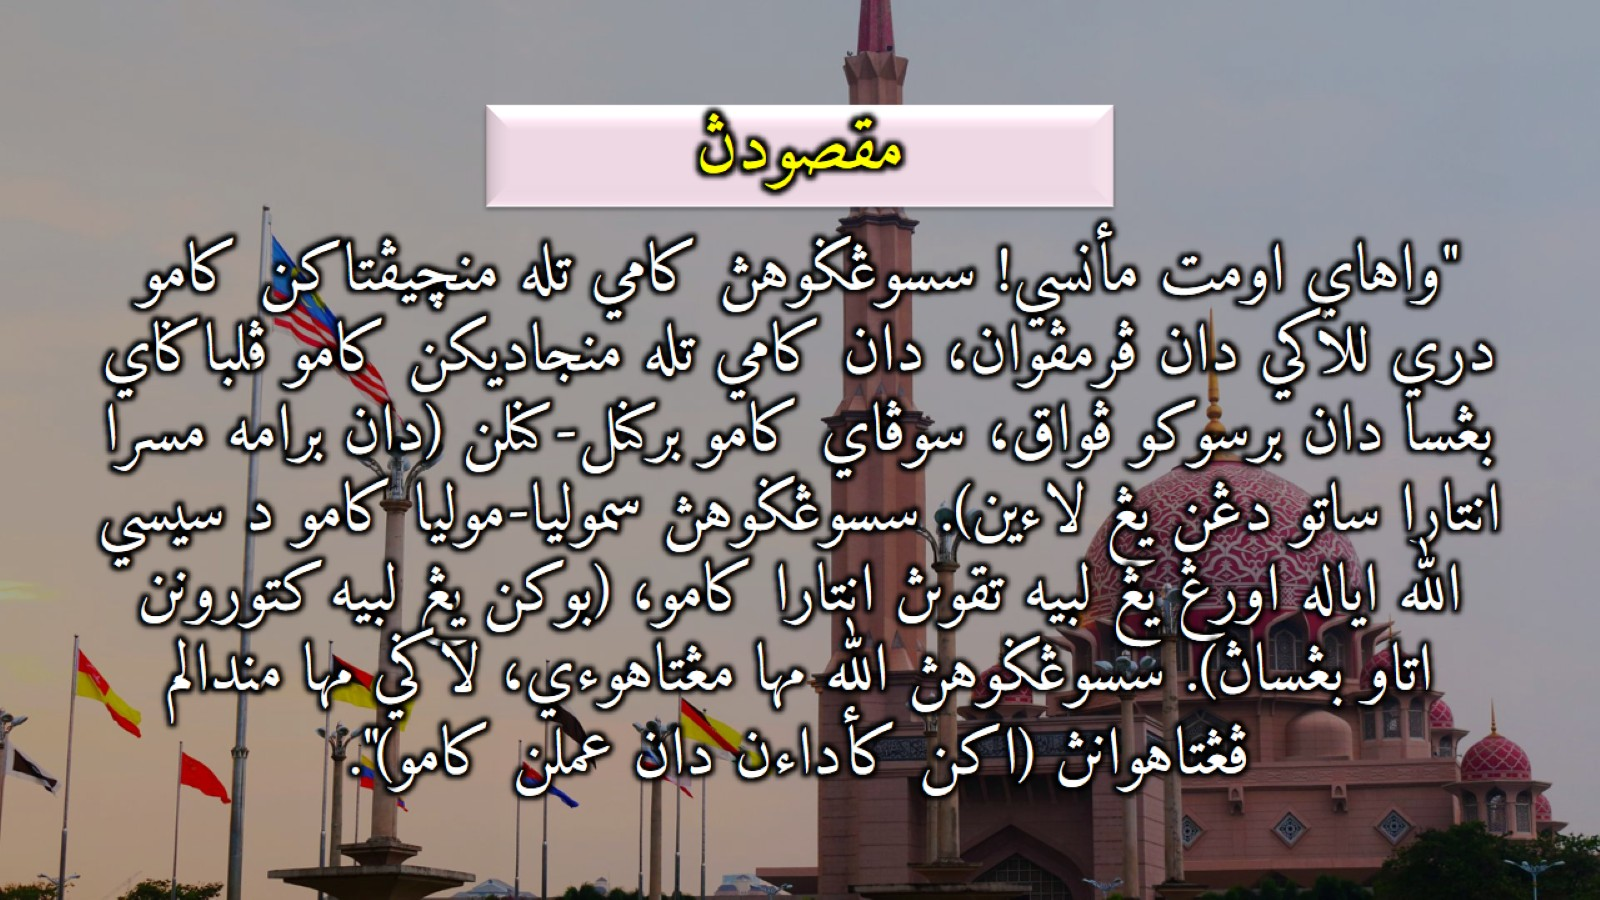 مقصودڽ
"واهاي اومت مأنسي! سسوڠݢوهڽ كامي تله منچيڤتاكن كامو
دري للاكي دان ڤرمڤوان، دان كامي تله منجاديكن كامو ڤلباݢاي
بڠسا دان برسوكو ڤواق، سوڤاي كامو بركنل-كنلن (دان برامه مسرا
انتارا ساتو دڠن يڠ لاءين). سسوڠݢوهڽ سموليا-موليا كامو د سيسي
الله اياله اورڠ يڠ لبيه تقوىڽ انتارا كامو، (بوكن يڠ لبيه كتورونن
اتاو بڠساڽ). سسوڠݢوهڽ الله مها مڠتاهوءي، لاݢي مها مندالم
ڤڠتاهوانڽ (اكن كأداءن دان عملن كامو)".